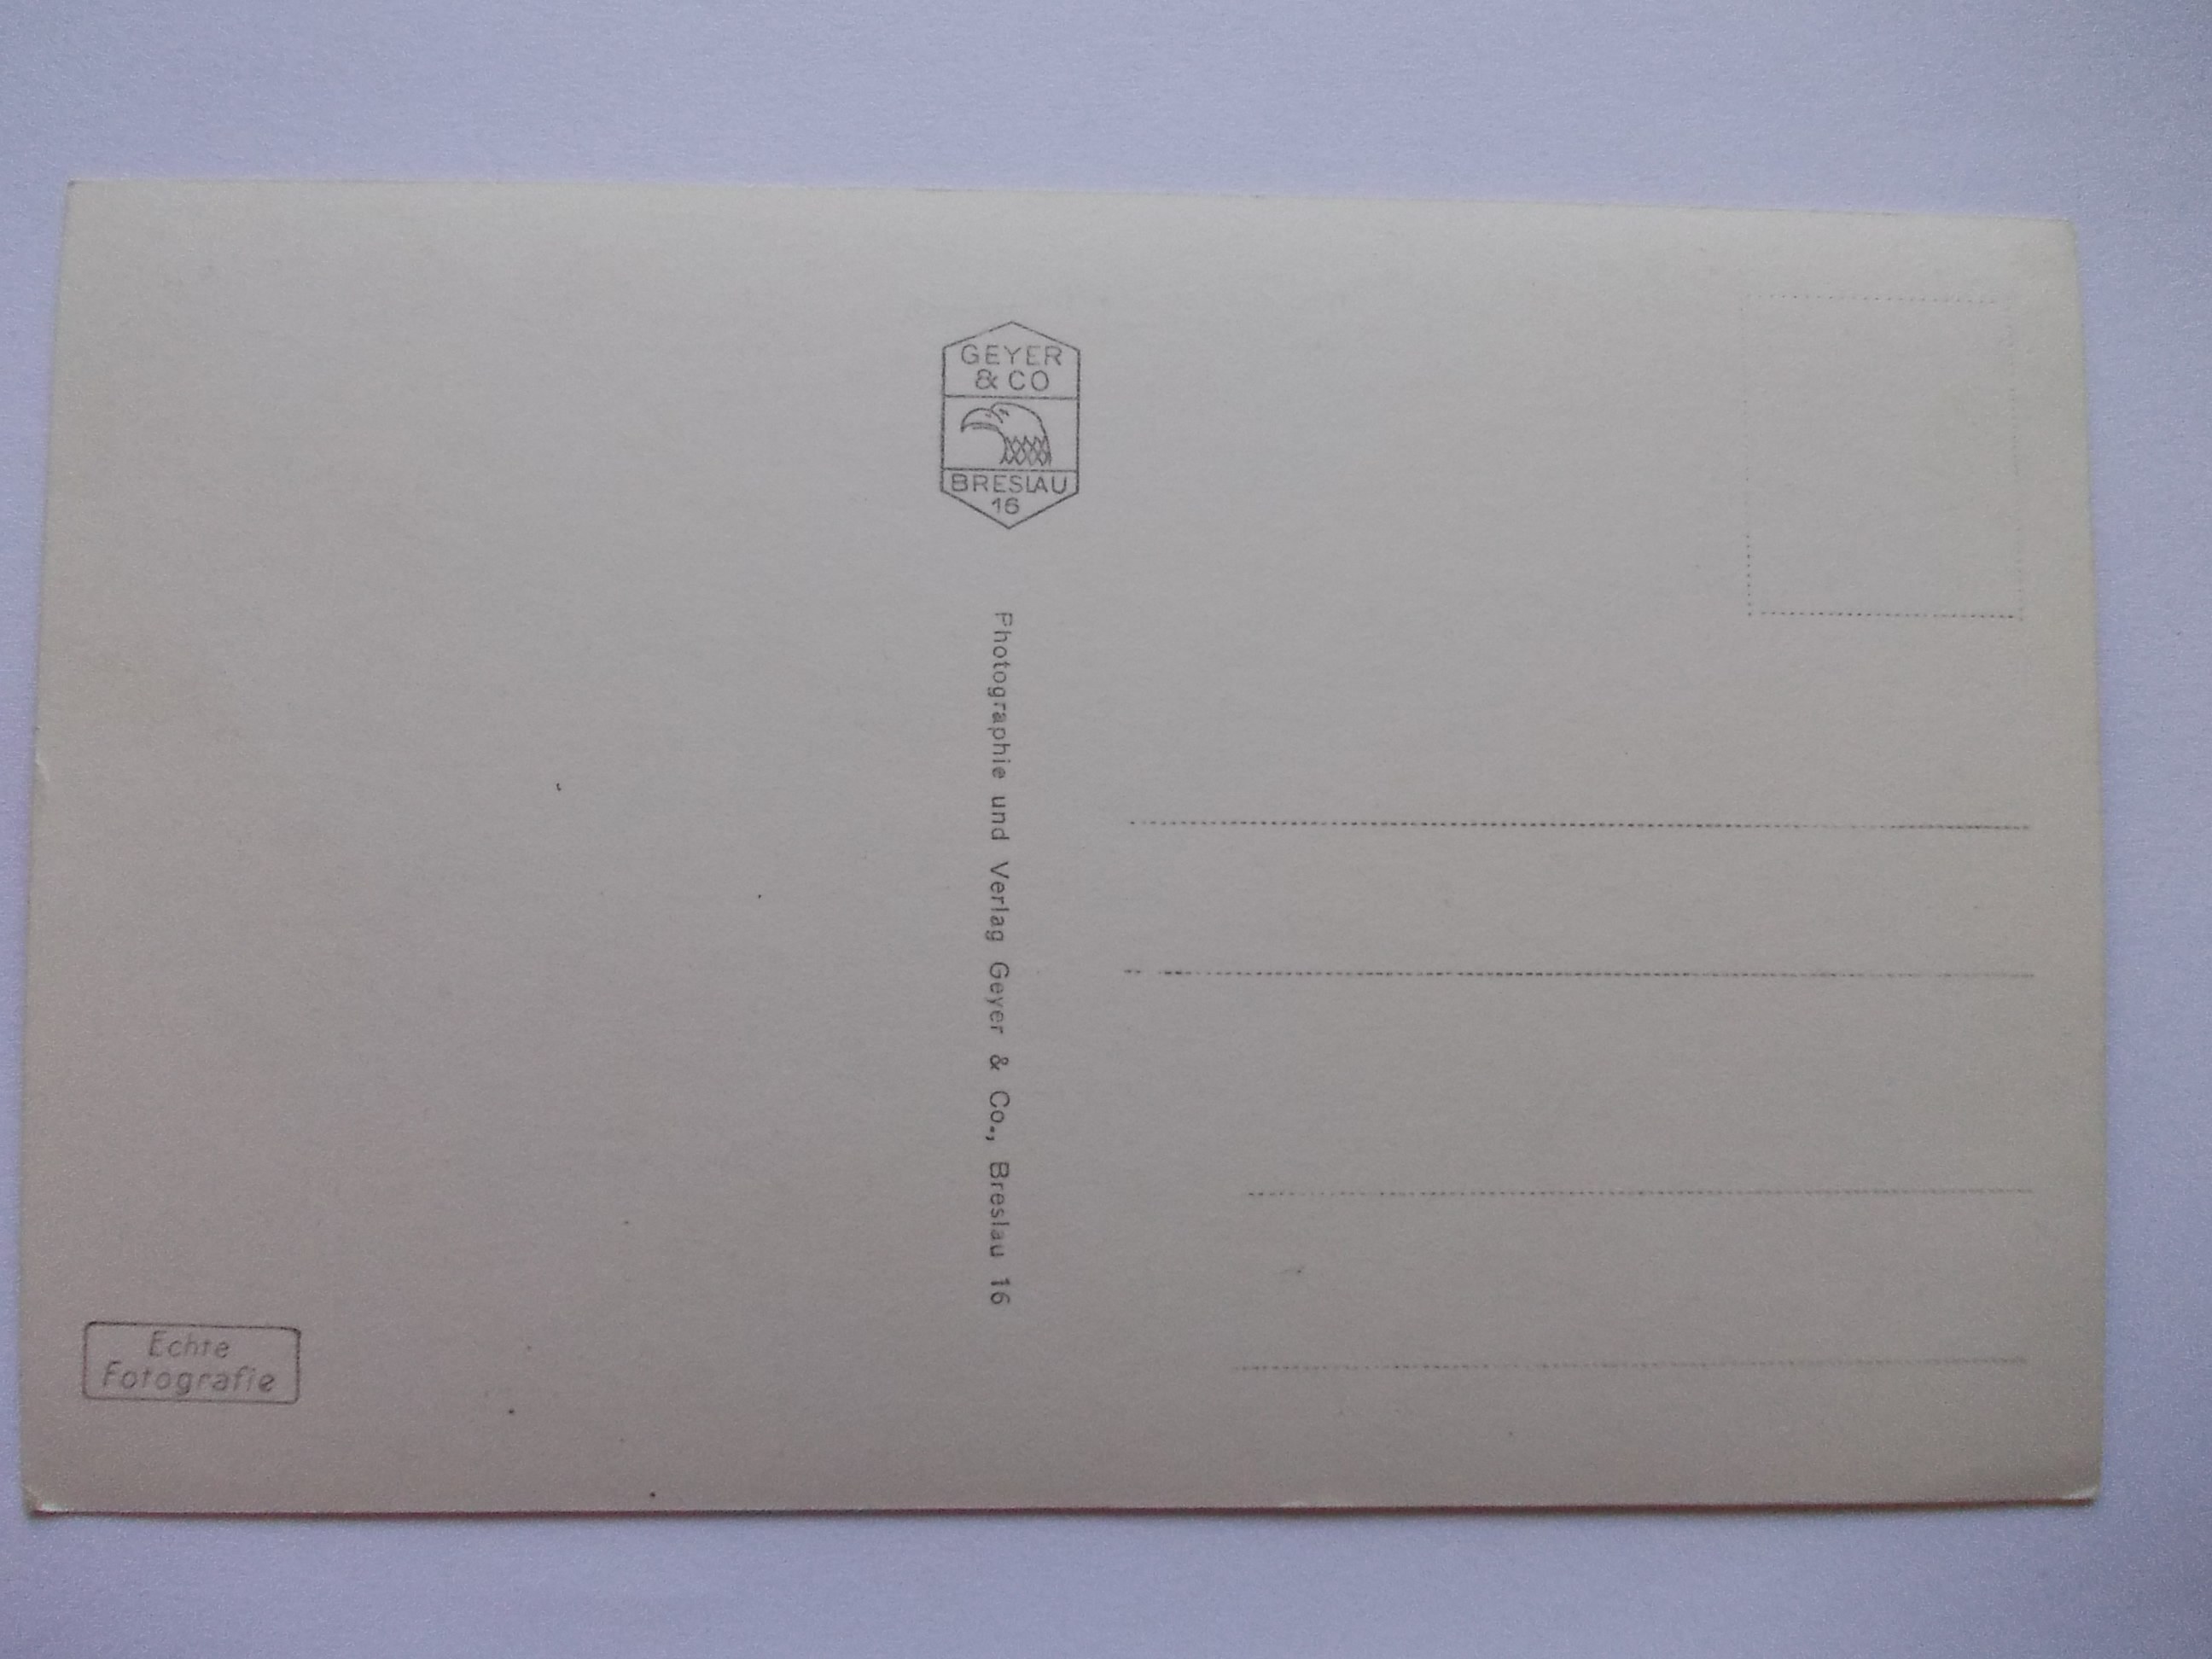 GEYER
& CO
BRESLAU
16
Photographie und Verlag Geyer & Co., Breslau 16
Echte
Fotografie